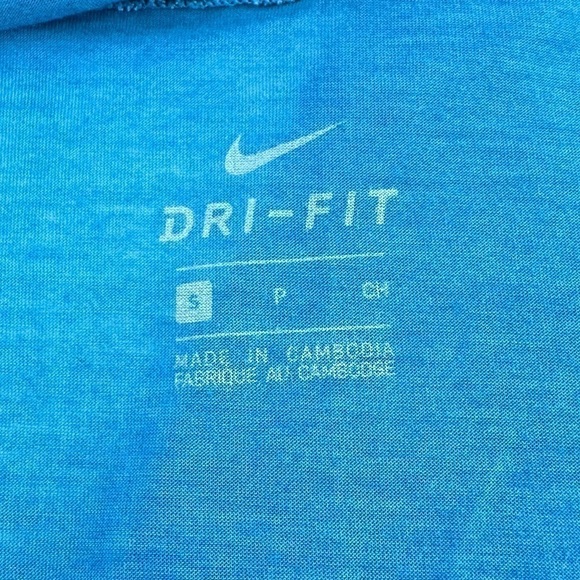 DRI-FIT
S P CH
MADE IN CAMBODIA
FABRIQUE AU CAMBODGE